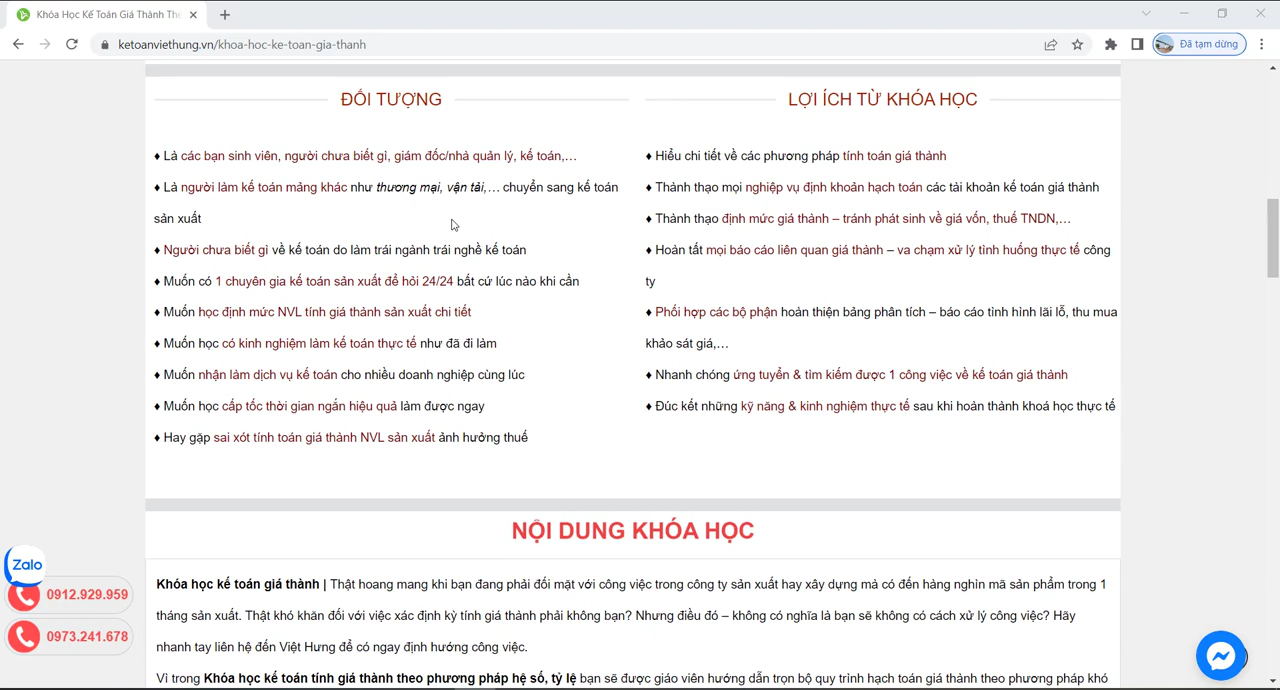 Khóa Học Kế Toán Giá Thành The
ketoanviethung.vn/khoa-hoc-ke-toan-gia-thanh
Đã tạm dừng
ĐỐI TƯỢNG
♦ Là các bạn sinh viên, người chưa biết gì, giám đốc/nhà quản lý, kế toán,…
♦ Là người làm kế toán mảng khác như thương mại, vận tải,… chuyển sang kế toán
sản xuất
♦ Người chưa biết gì về kế toán do làm trái ngành trái nghề kế toán
♦ Muốn có 1 chuyên gia kế toán sản xuất để hỏi 24/24 bất cứ lúc nào khi cần
♦ Muốn học định mức NVL tính giá thành sản xuất chi tiết
♦ Muốn học có kinh nghiệm làm kế toán thực tế như đã đi làm
♦ Muốn nhận làm dịch vụ kế toán cho nhiều doanh nghiệp cùng lúc
♦ Muốn học cấp tốc thời gian ngắn hiệu quả làm được ngay
♦ Hay gặp sai xót tính toán giá thành NVL sản xuất ảnh hưởng thuế
LỢI ÍCH TỪ KHÓA HỌC
♦ Hiểu chi tiết về các phương pháp tính toán giá thành
♦ Thành thạo mọi nghiệp vụ định khoản hạch toán các tài khoản kế toán giá thành
♦ Thành thạo định mức giá thành – tránh phát sinh về giá vốn, thuế TNDN,…
♦ Hoàn tất mọi báo cáo liên quan giá thành – va chạm xử lý tình huống thực tế công
ty
♦ Phối hợp các bộ phận hoàn thiện bảng phân tích – báo cáo tình hình lãi lỗ, thu mua
khảo sát giá,…
♦ Nhanh chóng ứng tuyển & tìm kiếm được 1 công việc về kế toán giá thành
♦ Đúc kết những kỹ năng & kinh nghiệm thực tế sau khi hoàn thành khoá học thực tế
NỘI DUNG KHÓA HỌC
Khóa học kế toán giá thành | Thật hoang mang khi bạn đang phải đối mặt với công việc trong công ty sản xuất hay xây dựng mà có đến hàng nghìn mã sản phẩm trong 1
tháng sản xuất. Thật khó khăn đối với việc xác định kỳ tính giá thành phải không bạn? Nhưng điều đó – không có nghĩa là bạn sẽ không có cách xử lý công việc? Hãy
nhanh tay liên hệ đến Việt Hưng để có ngay định hướng công việc.
Vì trong Khóa học kế toán tính giá thành theo phương pháp hệ số, tỷ lệ bạn sẽ được giáo viên hướng dẫn trọn bộ quy trình hạch toán giá thành theo phương pháp khó
Zalo
0912.929.959
0973.241.678